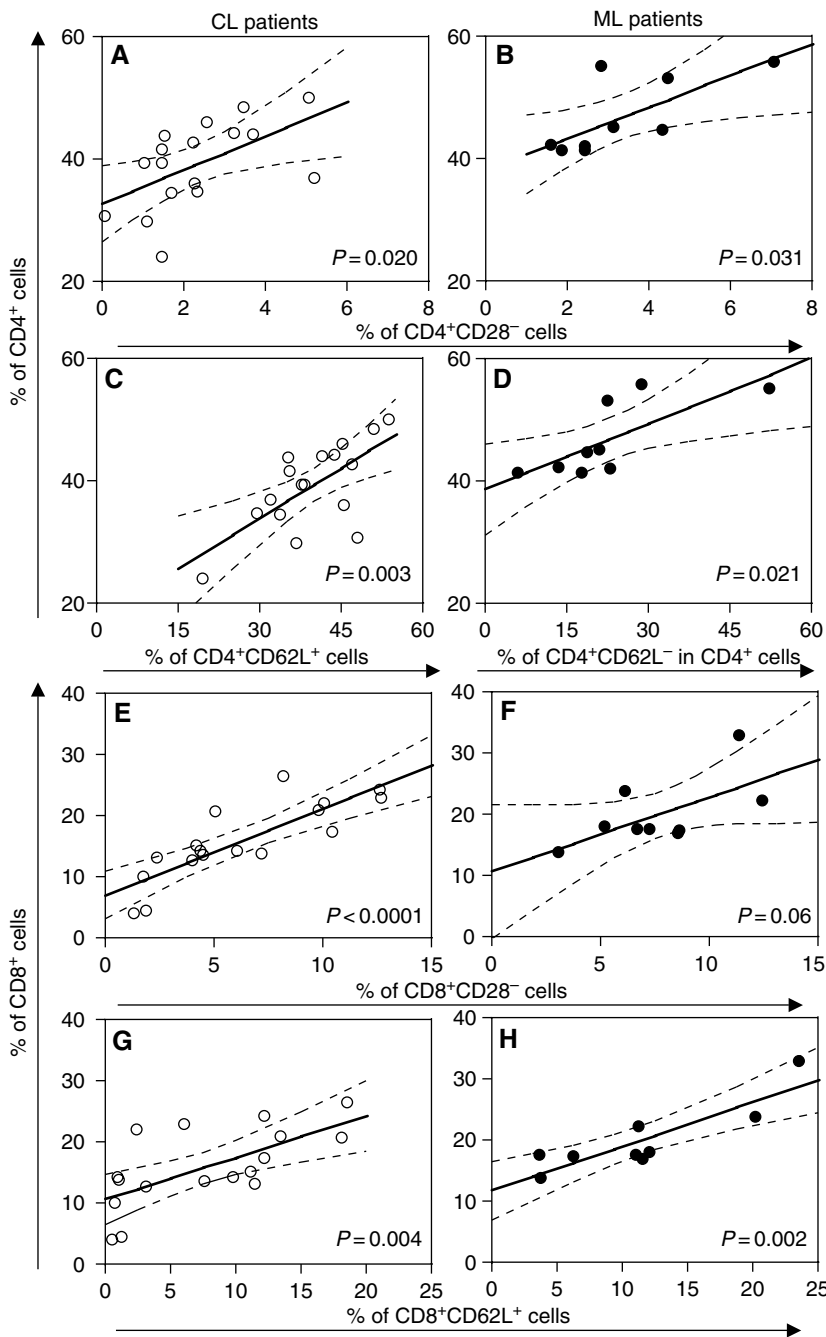 CL patients
ML patients
% of CD4⁺ cells
60
40
20
A
P = 0.020
0 2 4 6 8
60
40
20
B
P = 0.031
0 2 4 6 8
% of CD4⁺CD28⁻ cells
60
40
20
C
P = 0.003
0 15 30 45 60
% of CD4⁺CD62L⁺ cells
60
40
20
D
P = 0.021
0 15 30 45 60
% of CD4⁺CD62L⁻ in CD4⁺ cells
% of CD8⁺ cells
40
30
20
10
0
E
P < 0.0001
0 5 10 15
40
30
20
10
0
F
P = 0.06
0 5 10 15
% of CD8⁺CD28⁻ cells
40
30
20
10
0
G
P = 0.004
0 5 10 15 20 25
40
30
20
10
0
H
P = 0.002
0 5 10 15 20 25
% of CD8⁺CD62L⁺ cells